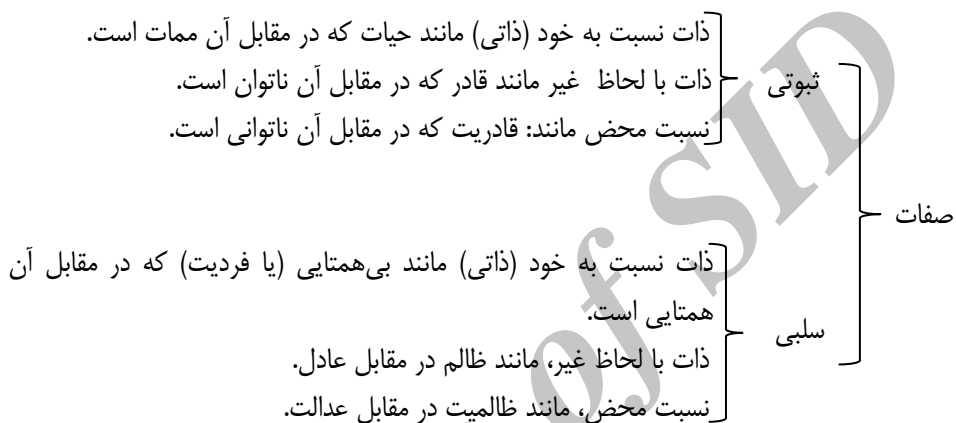 ذات نسبت به خود (ذاتی) مانند حیات که در مقابل آن ممات است.
ثبوتی
ذات با لحاظ غیر مانند قادر که در مقابل آن ناتوان است.
نسبت محض مانند: قادریت که در مقابل آن ناتوانی است.
صفات
ذات نسبت به خود (ذاتی) مانند بی‌همتایی (یا فردیت) که در مقابل آن
همتایی است.
سلبی
ذات با لحاظ غیر، مانند ظالم در مقابل عادل.
نسبت محض، مانند ظالمیت در مقابل عدالت.
of SID